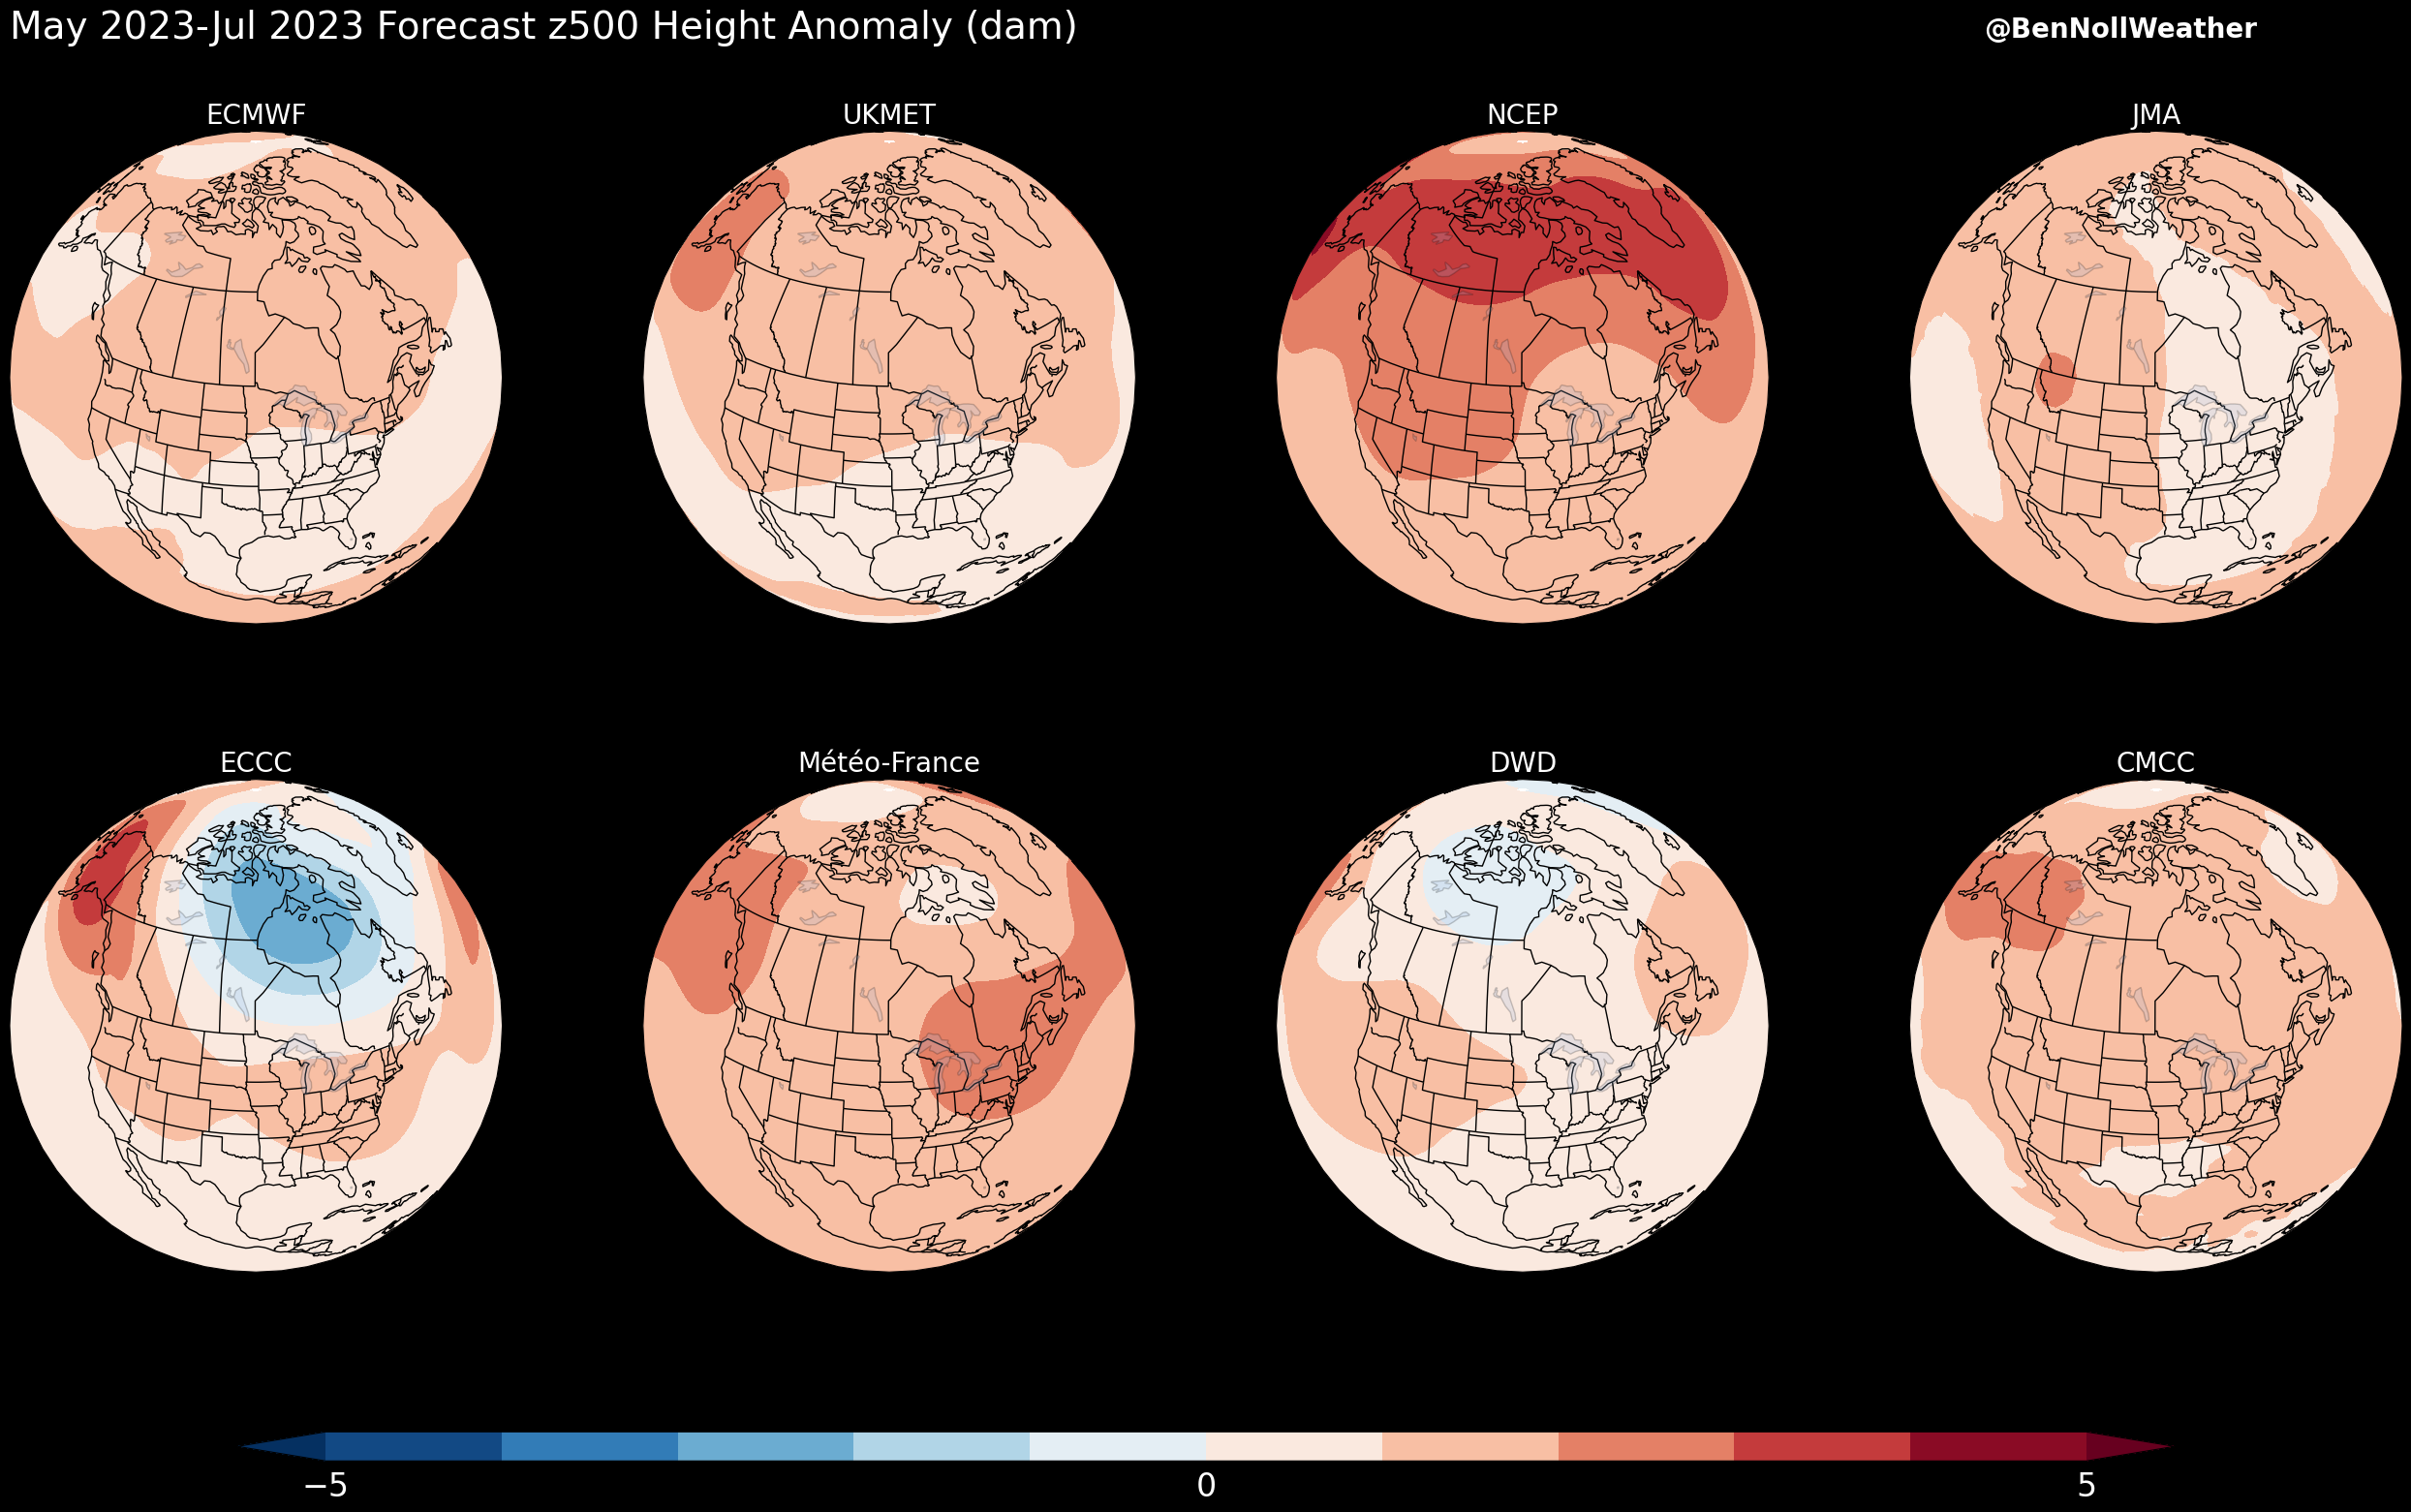 May 2023-Jul 2023 Forecast z500 Height Anomaly (dam)
@BenNollWeather
ECMWF
UKMET
NCEP
JMA
ECCC
Météo-France
DWD
CMCC
−5
0
5